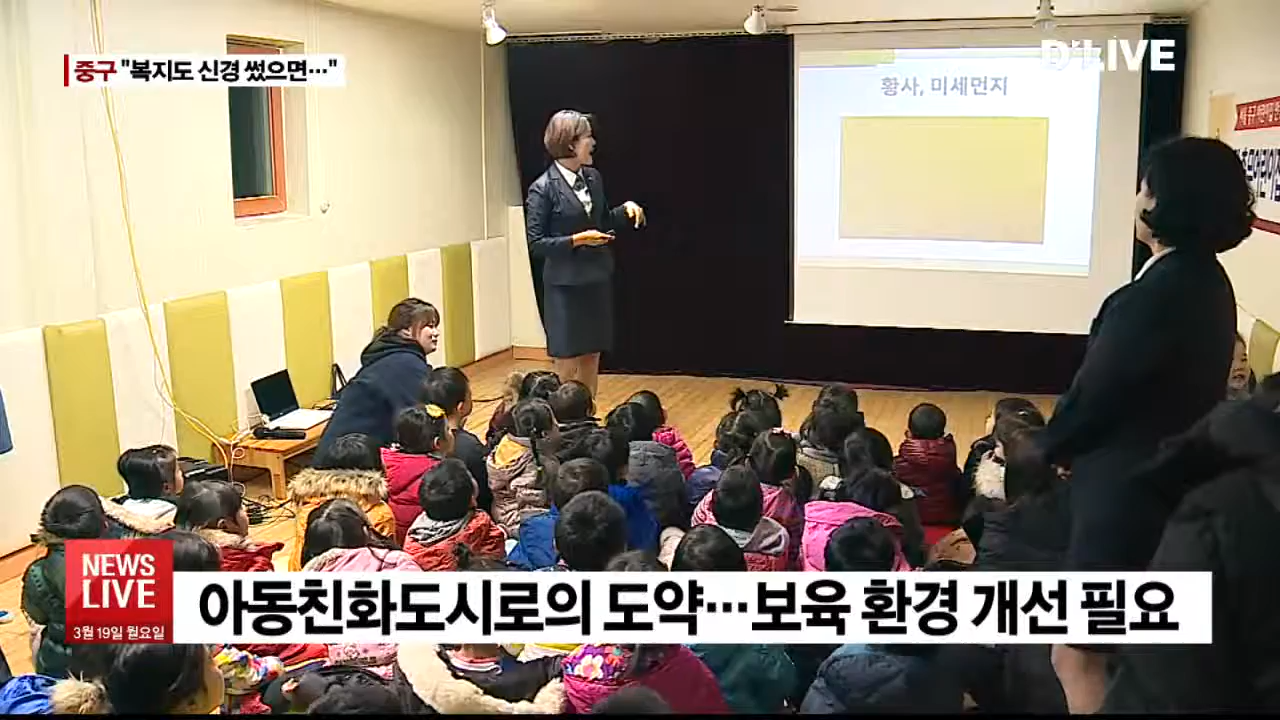 중구 "복지도 신경 썼으면…"
D'LIVE
황사, 미세먼지
NEWS
LIVE
3월 19일 월요일
아동친화도시로의 도약…보육 환경 개선 필요